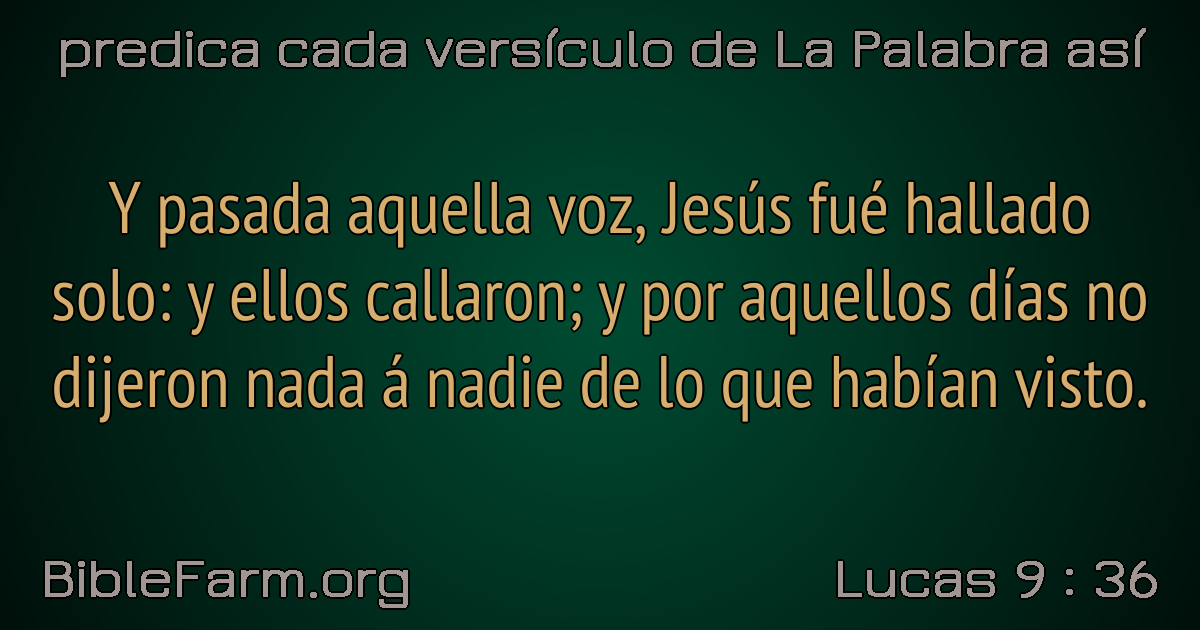 predica cada versículo de La Palabra así
Y pasada aquella voz, Jesús fué hallado
solo: y ellos callaron; y por aquellos días no
dijeron nada á nadie de lo que habían visto.
BibleFarm.org
Lucas 9 : 36